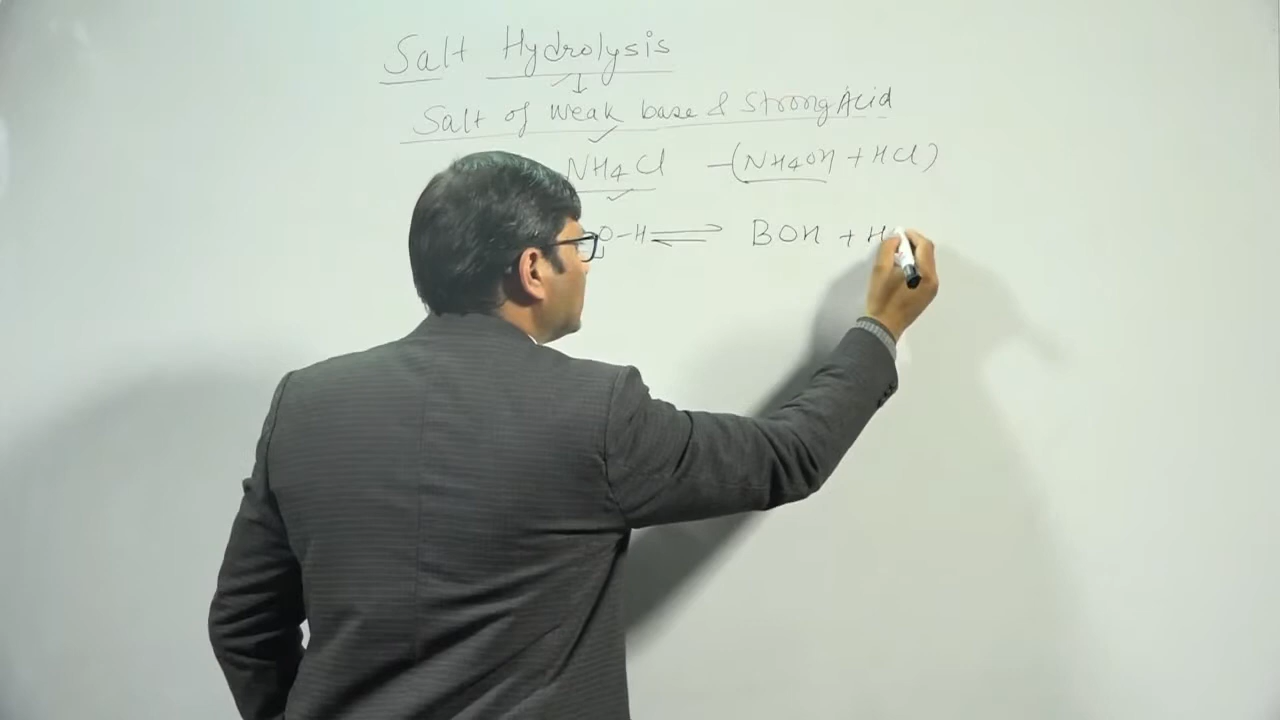 Salt Hydrolysis
Salt of weak base & Strong Acid
NH4Cl –(NH4OH + HCl)
O–H ⇌ BOH + H